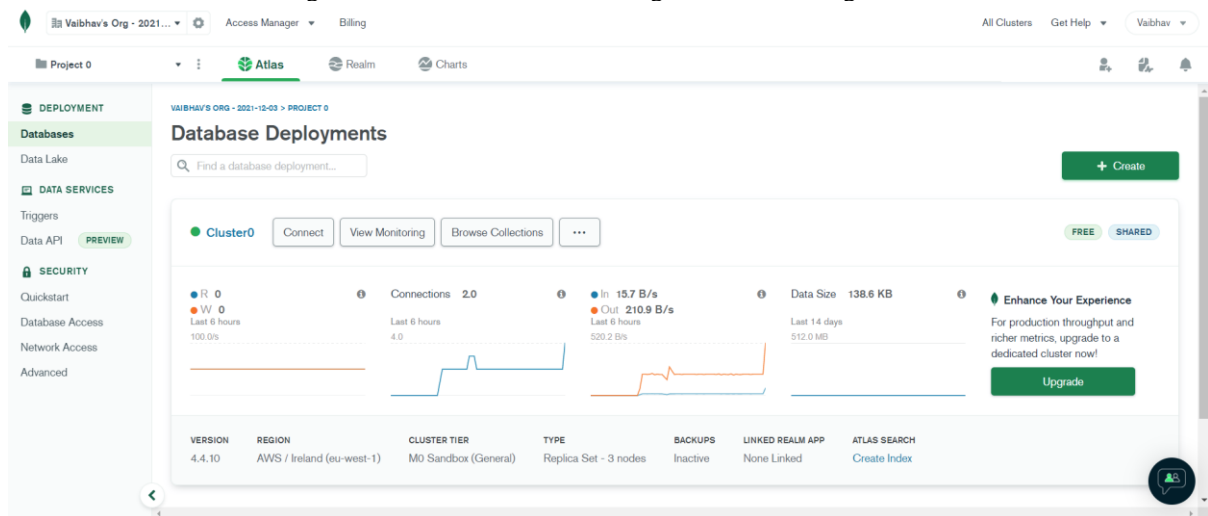 Vaibhav's Org - 2021... Access Manager Billing All Clusters Get Help Vaibhav
Project 0 Atlas Realm Charts
DEPLOYMENT
Databases
Data Lake
DATA SERVICES
Triggers
Data API PREVIEW
SECURITY
Quickstart
Database Access
Network Access
Advanced
VAIBHAV'S ORG - 2021-12-03 > PROJECT 0
Database Deployments
Find a database deployment...
+ Create
Cluster0 Connect View Monitoring Browse Collections ... FREE SHARED
R 0
W 0
Last 6 hours
100.0/s
Connections 2.0
Last 6 hours
4.0
In 15.7 B/s
Out 210.9 B/s
Last 6 hours
520.2 B/s
Data Size 138.6 KB
Last 14 days
512.0 MB
Enhance Your Experience
For production throughput and
richer metrics, upgrade to a
dedicated cluster now!
Upgrade
VERSION REGION CLUSTER TIER TYPE BACKUPS LINKED REALM APP ATLAS SEARCH
4.4.10 AWS / Ireland (eu-west-1) M0 Sandbox (General) Replica Set - 3 nodes Inactive None Linked Create Index